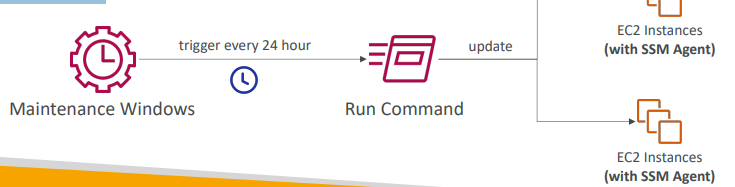 EC2 Instances
(with SSM Agent)
trigger every 24 hour
update
Maintenance Windows
Run Command
EC2 Instances
(with SSM Agent)